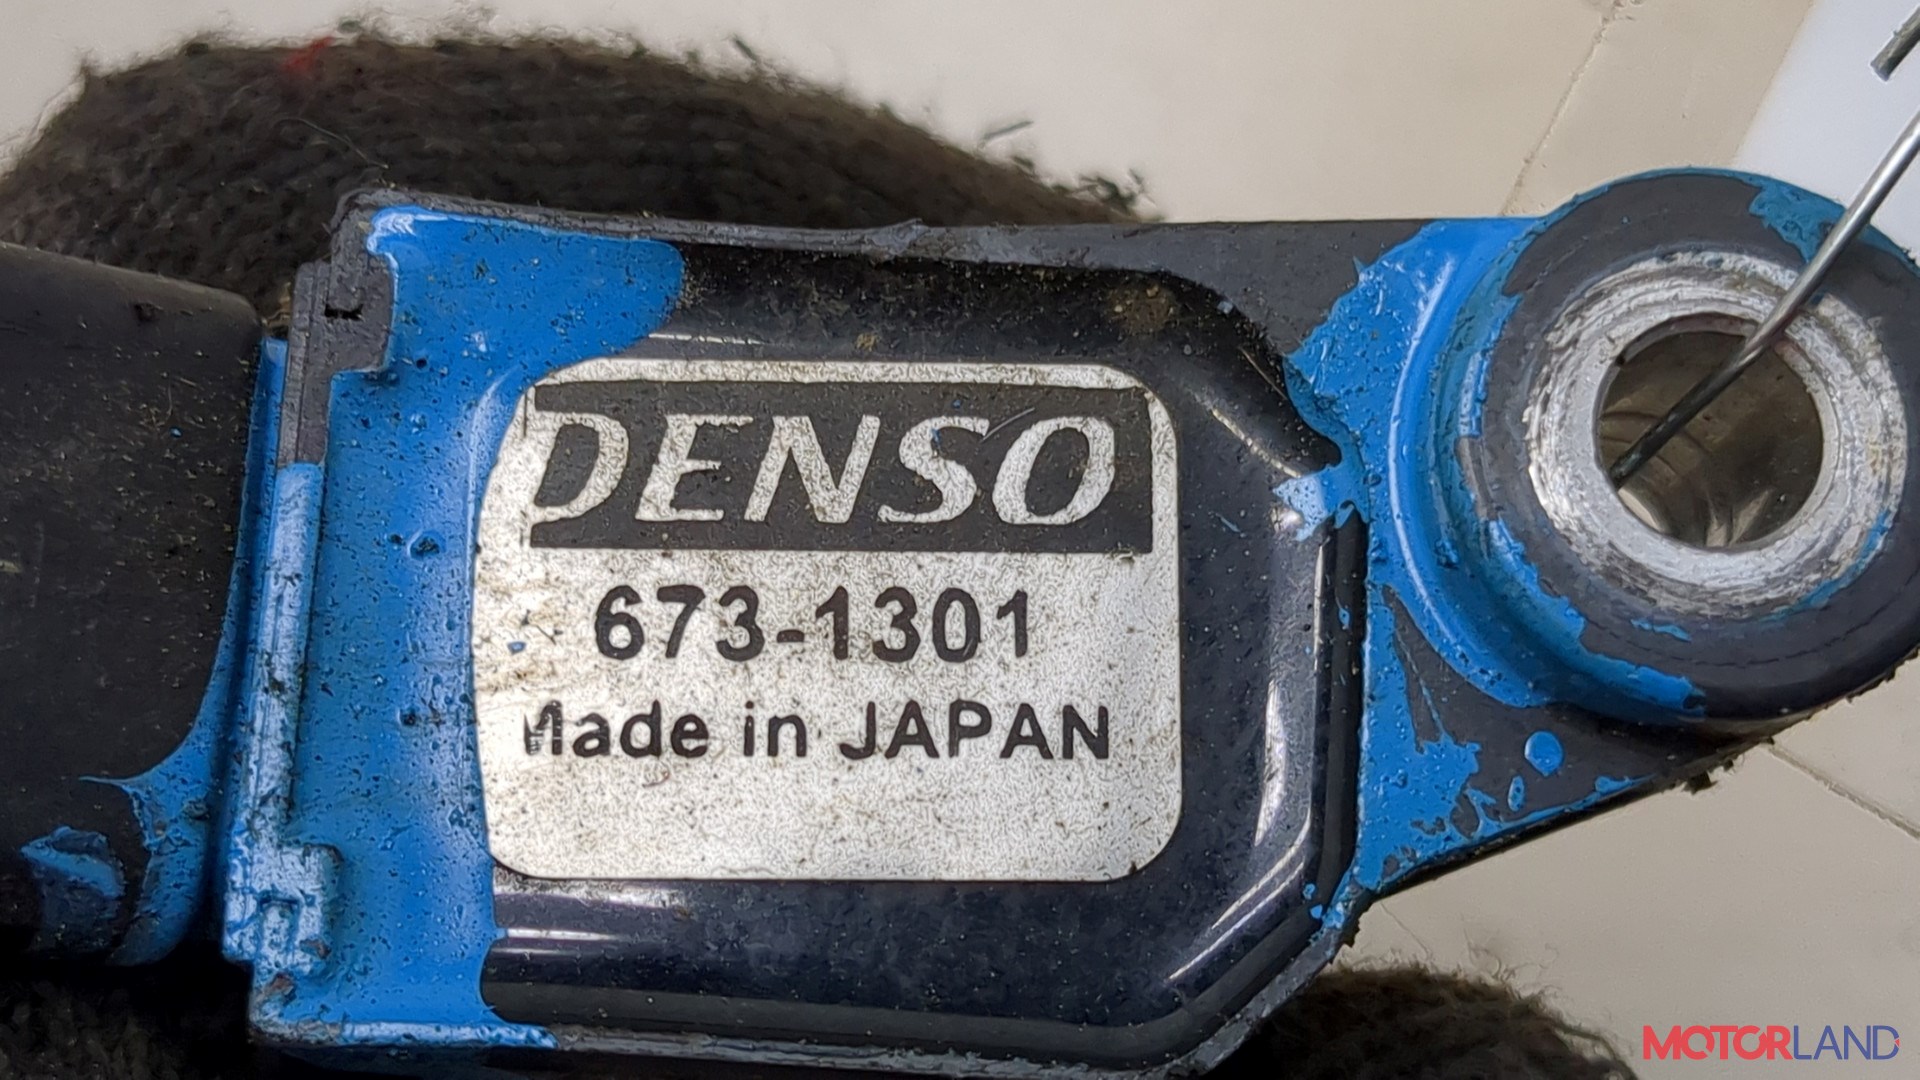 DENSO
673-1301
Made in JAPAN
MOTORLAND